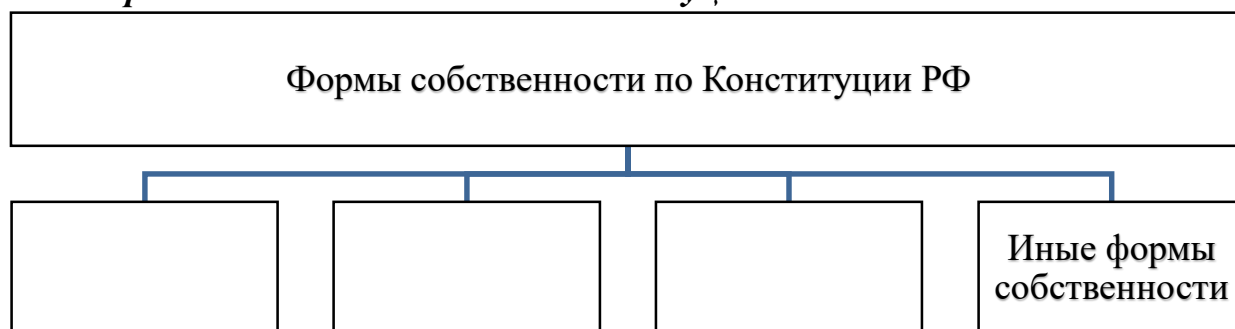 Формы собственности по Конституции РФ
Иные формы
собственности